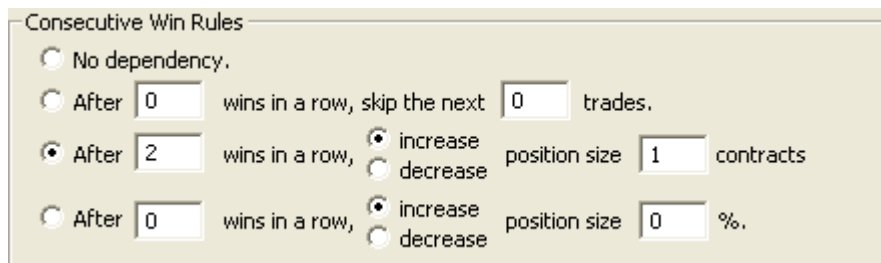 Consecutive Win Rules
No dependency.
After 0 wins in a row, skip the next 0 trades.
After 2 wins in a row, increase decrease position size 1 contracts
After 0 wins in a row, increase decrease position size 0 %.